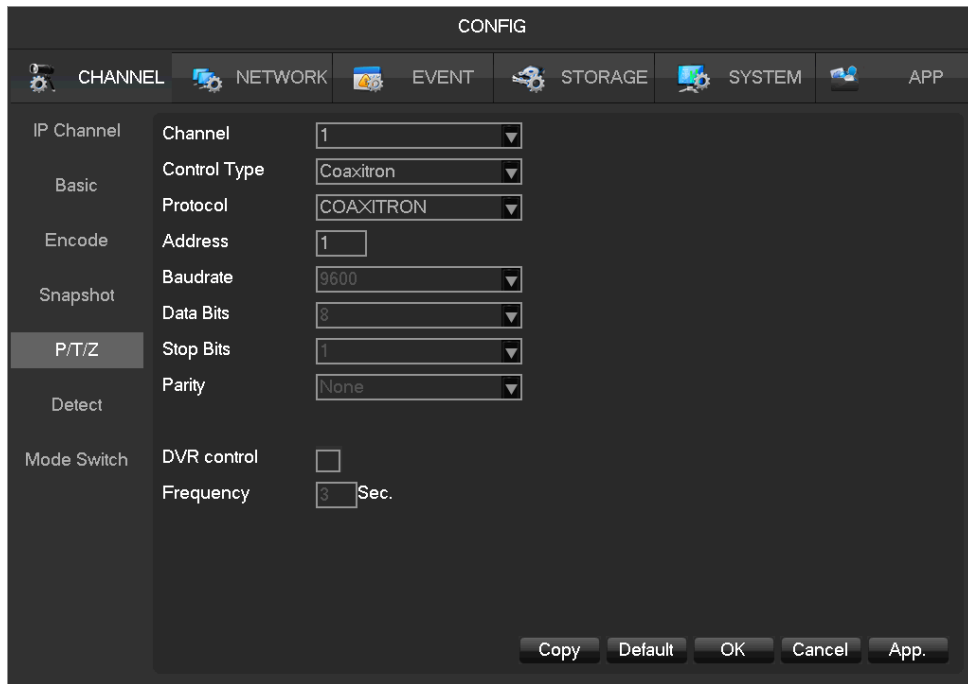 CONFIG
CHANNEL NETWORK EVENT STORAGE SYSTEM APP
IP Channel
Basic
Encode
Snapshot
P/T/Z
Detect
Mode Switch
Channel 1
Control Type Coaxitron
Protocol COAXITRON
Address 1
Baudrate 9600
Data Bits 8
Stop Bits 1
Parity None
DVR control
Frequency 3 Sec.
Copy Default OK Cancel App.